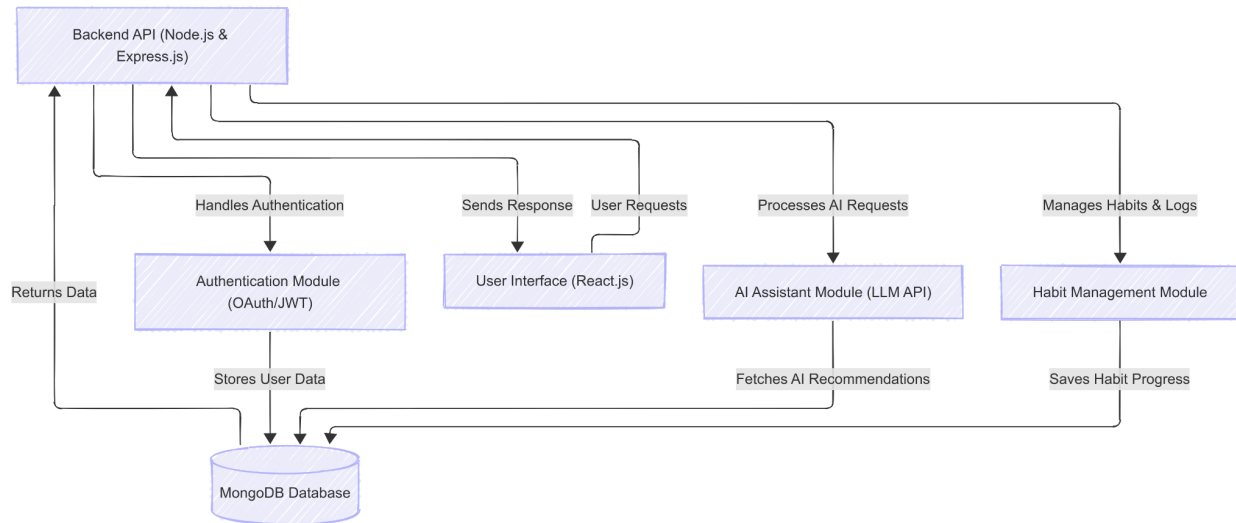 Backend API (Node.js &
Express.js)
Handles Authentication
Sends Response
User Requests
Processes AI Requests
Manages Habits & Logs
Returns Data
Authentication Module
(OAuth/JWT)
User Interface (React.js)
AI Assistant Module (LLM API)
Habit Management Module
Stores User Data
Fetches AI Recommendations
Saves Habit Progress
MongoDB Database